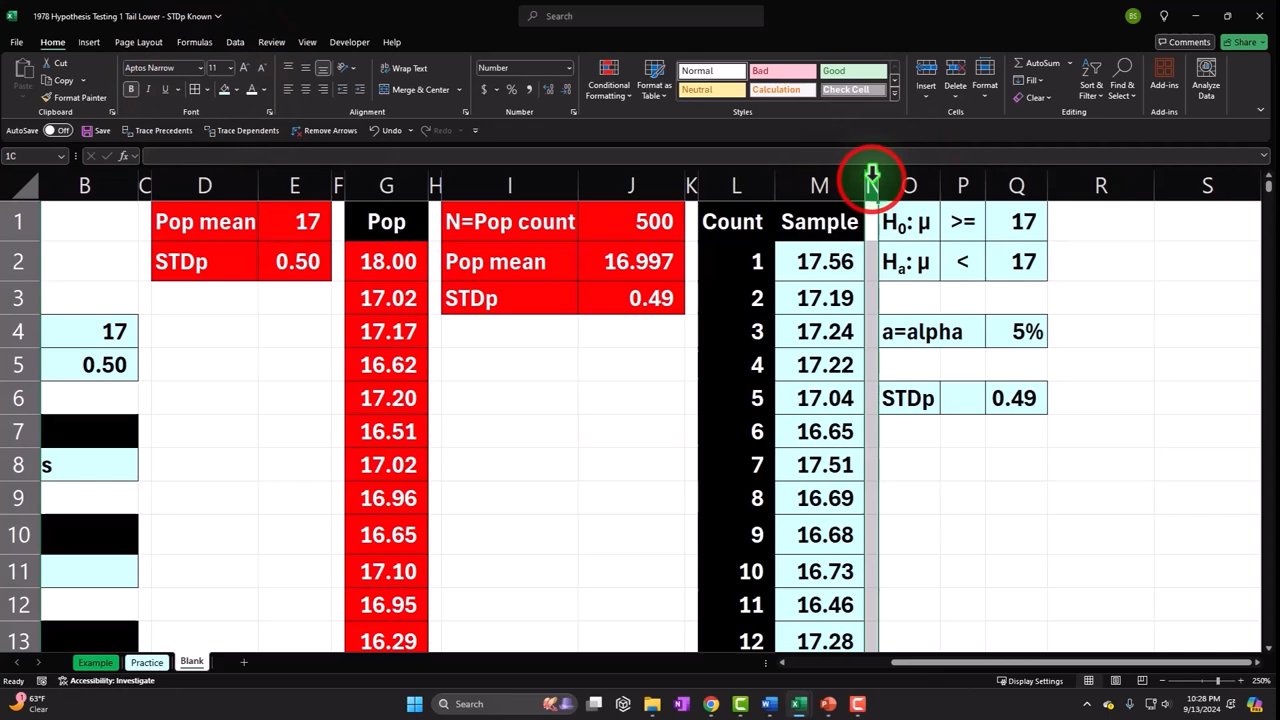 1978 Hypothesis Testing 1 Tail Lower - STDp Known
Search
BS
File Home Insert Page Layout Formulas Data Review View Developer Help
Comments Share
Paste
Cut
Copy
Format Painter
Clipboard
Aptos Narrow 11
B I U
Font
Wrap Text
Merge & Center
Alignment
Number
$ % ,
Number
Conditional Formatting
Format as Table
Normal Bad Good
Neutral Calculation Check Cell
Styles
Insert Delete Format
Cells
AutoSum
Fill
Clear
Sort & Filter
Find & Select
Editing
Add-ins
Add-ins
Analyze Data
AutoSave Off Save Trace Precedents Trace Dependents Remove Arrows Undo Redo
1C fx
B C D E F G H I J K L M N O P Q R S
1 Pop mean 17 Pop N=Pop count 500 Count Sample H0: µ >= 17
2 STDp 0.50 18.00 Pop mean 16.997 1 17.56 Ha: µ < 17
3 17.02 STDp 0.49 2 17.19
4 17 17.17 3 17.24 a=alpha 5%
5 0.50 16.62 4 17.22
6 17.20 5 17.04 STDp 0.49
7 16.51 6 16.65
8 s 17.02 7 17.51
9 16.96 8 16.69
10 16.65 9 16.68
11 17.10 10 16.73
12 16.95 11 16.46
13 16.29 12 17.28
Example Practice Blank
Ready Accessibility: Investigate Display Settings 250%
63°F
Clear
Search
10:28 PM
9/13/2024